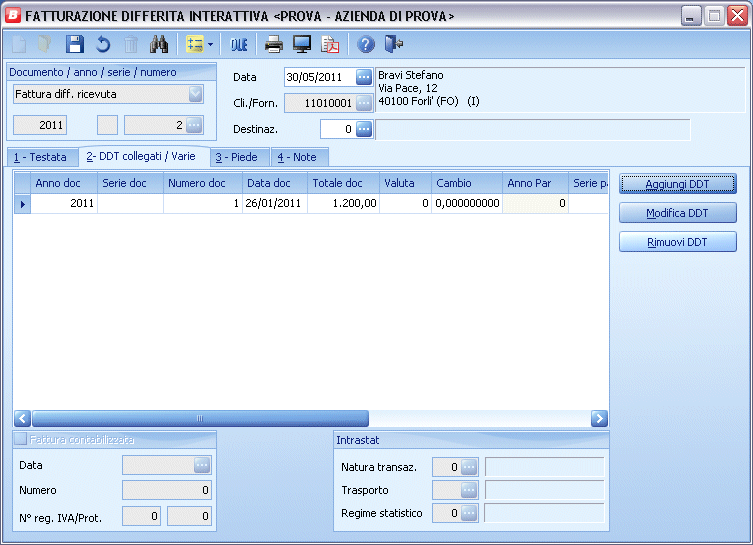 FATTURAZIONE DIFFERITA INTERATTIVA <PROVA - AZIENDA DI PROVA>
OLE
Documento / anno / serie / numero
Fattura diff. ricevuta
2011 2
Data 30/05/2011
Cli./Forn. 11010001
Destinaz. 0
Bravi Stefano
Via Pace, 12
40100 Forli' (FO) (I)
1 - Testata 2- DDT collegati / Varie 3 - Piede 4 - Note
Anno doc Serie doc Numero doc Data doc Totale doc Valuta Cambio Anno Par Serie pa
2011 1 26/01/2011 1.200,00 0 0,000000000 0
Aggiungi DDT
Modifica DDT
Rimuovi DDT
Fattura contabilizzata
Data
Numero 0
N° reg. IVA/Prot. 0 0
Intrastat
Natura transaz. 0
Trasporto
Regime statistico 0